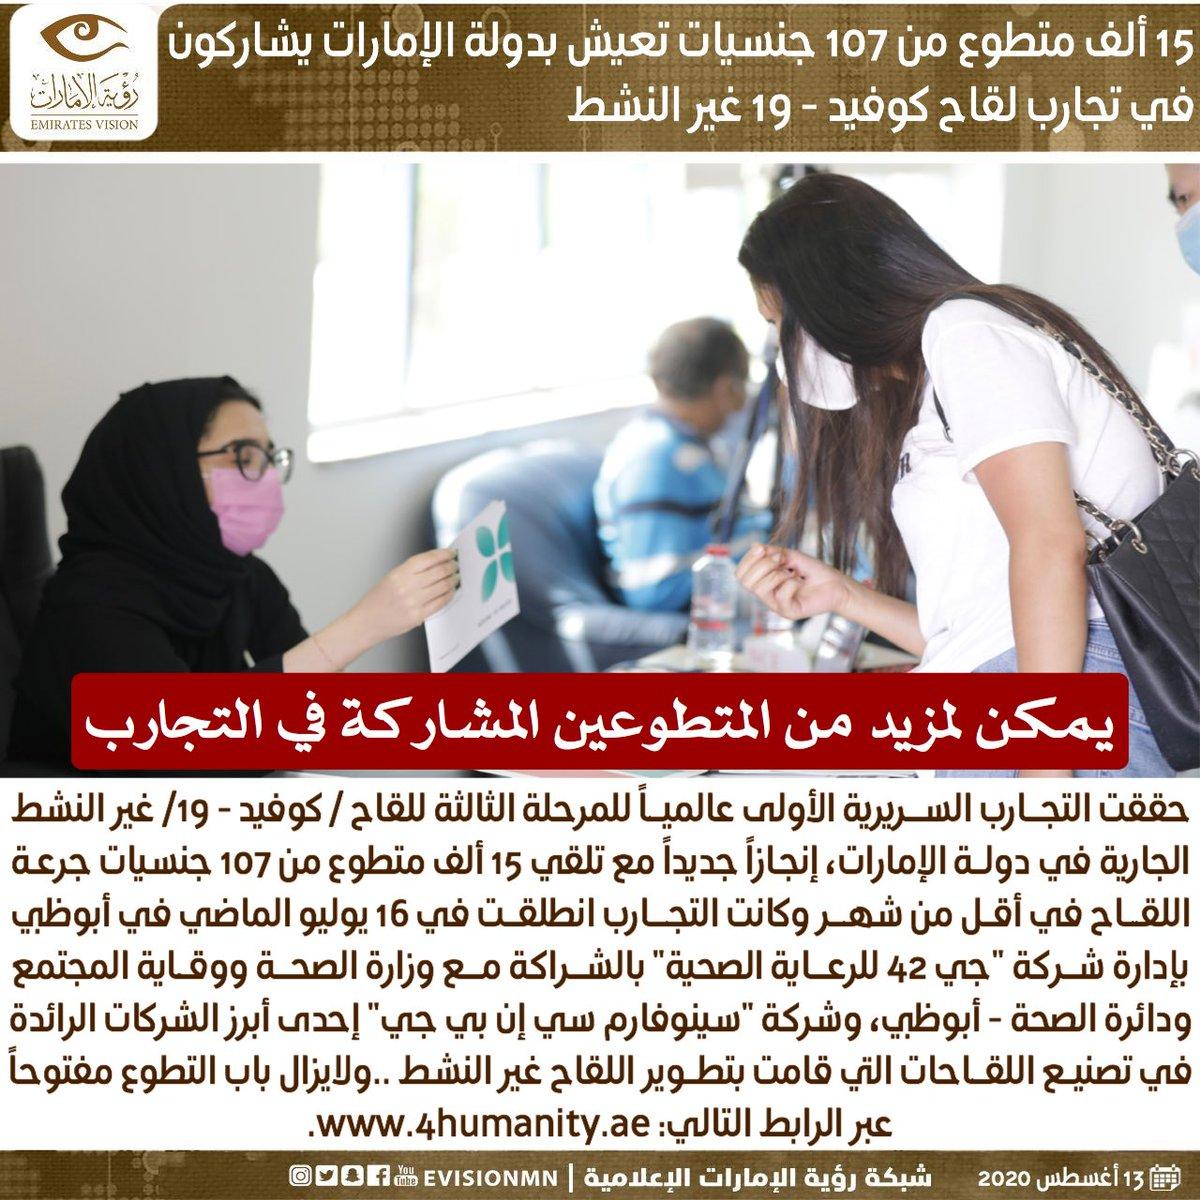 15 ألف متطوع من 107 جنسيات تعيش بدولة الإمارات يشاركون
في تجارب لقاح كوفيد - 19 غير النشط
رؤية الإمارات
EMIRATES VISION
يمكن لمزيد من المتطوعين المشاركة في التجارب
حققت التجارب السريرية الأولى عالمياً للمرحلة الثالثة للقاح / كوفيد - 19/ غير النشط
الجارية في دولة الإمارات، إنجازاً جديداً مع تلقي 15 ألف متطوع من 107 جنسيات جرعة
اللقاح في أقل من شهر وكانت التجارب انطلقت في 16 يوليو الماضي في أبوظبي
بإدارة شركة "جي 42 للرعاية الصحية" بالشراكة مع وزارة الصحة ووقاية المجتمع
ودائرة الصحة - أبوظبي، وشركة "سينوفارم سي إن بي جي" إحدى أبرز الشركات الرائدة
في تصنيع اللقاحات التي قامت بتطوير اللقاح غير النشط ..ولايزال باب التطوع مفتوحاً
عبر الرابط التالي: www.4humanity.ae.
13 أغسطس 2020 شبكة رؤية الإمارات الإعلامية | EVISIONMN You Tube